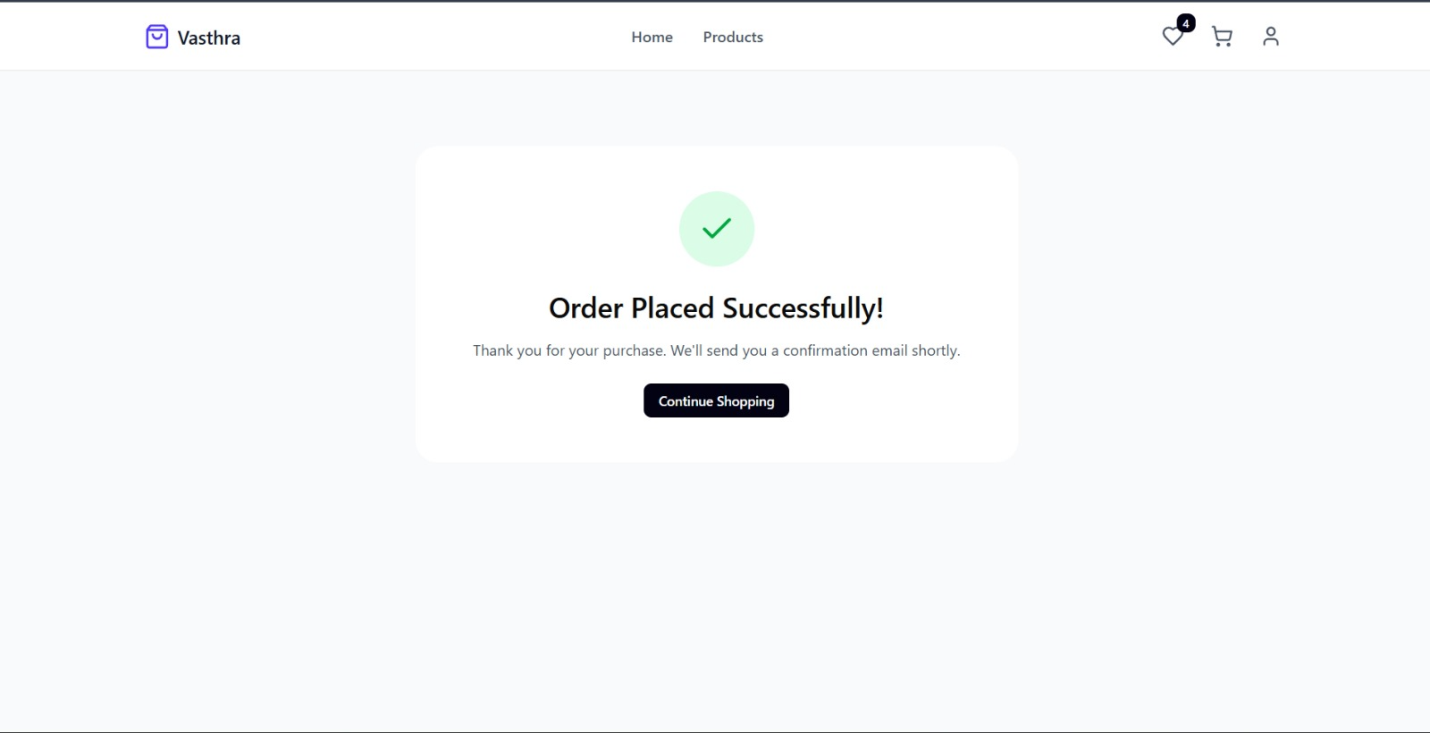 Vasthra
Home
Products
4
Order Placed Successfully!
Thank you for your purchase. We'll send you a confirmation email shortly.
Continue Shopping